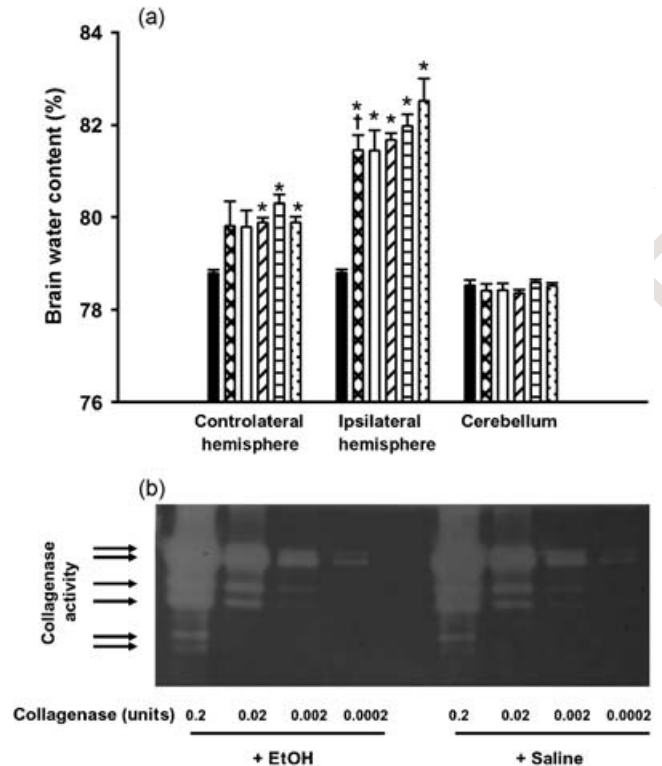 (a)
Brain water content (%)
84
82
80
78
76
* * *
* † * * * *
Controlateral hemisphere
Ipsilateral hemisphere
Cerebellum
(b)
Collagenase activity
Collagenase (units) 0.2 0.02 0.002 0.0002 0.2 0.02 0.002 0.0002
+ EtOH + Saline